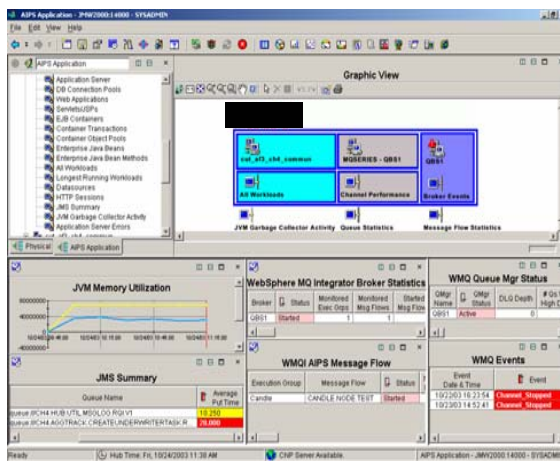 AIPS Application - JMW2000:14000 - SYSADMIN
File Edit View Help
AIPS Application
Application Server
DB Connection Pools
Web Applications
Servlets/JSPs
EJB Containers
Container Transactions
Container Object Pools
Enterprise Java Beans
Enterprise Java Bean Methods
All Workloads
Longest Running Workloads
Datasources
HTTP Sessions
JMS Summary
JVM Garbage Collector Activity
Application Server Errors
Physical AIPS Application
Graphic View
MQSERIES - QBS1
QBS1
All Workloads
Channel Performance
Broker Events
JVM Garbage Collector Activity
Queue Statistics
Message Flow Statistics
JVM Memory Utilization
JMS Summary
Queue Name Average Put Time
10.250
20.000
WebSphere MQ Integrator Broker Statistics
Broker Status Monitored Exec Grps Monitored Msg Flows Started Msg Flow
QBS1 Started 1 1
WMQI AIPS Message Flow
Execution Group Message Flow Status
Candle CANDLE NODE TEST Started
WMQ Queue Mgr Status
QMgr Name QMgr Status DLQ Depth
QBS1 Active 0
WMQ Events
Event Date & Time Event
10/22/03 16:23:54 Channel_Stopped
10/23/03 14:52:41 Channel_Stopped
Ready Hub Time: Fri, 10/24/2003 11:38 AM CNP Server Available. AIPS Application - JMW2000:14000 - SYSADMIN